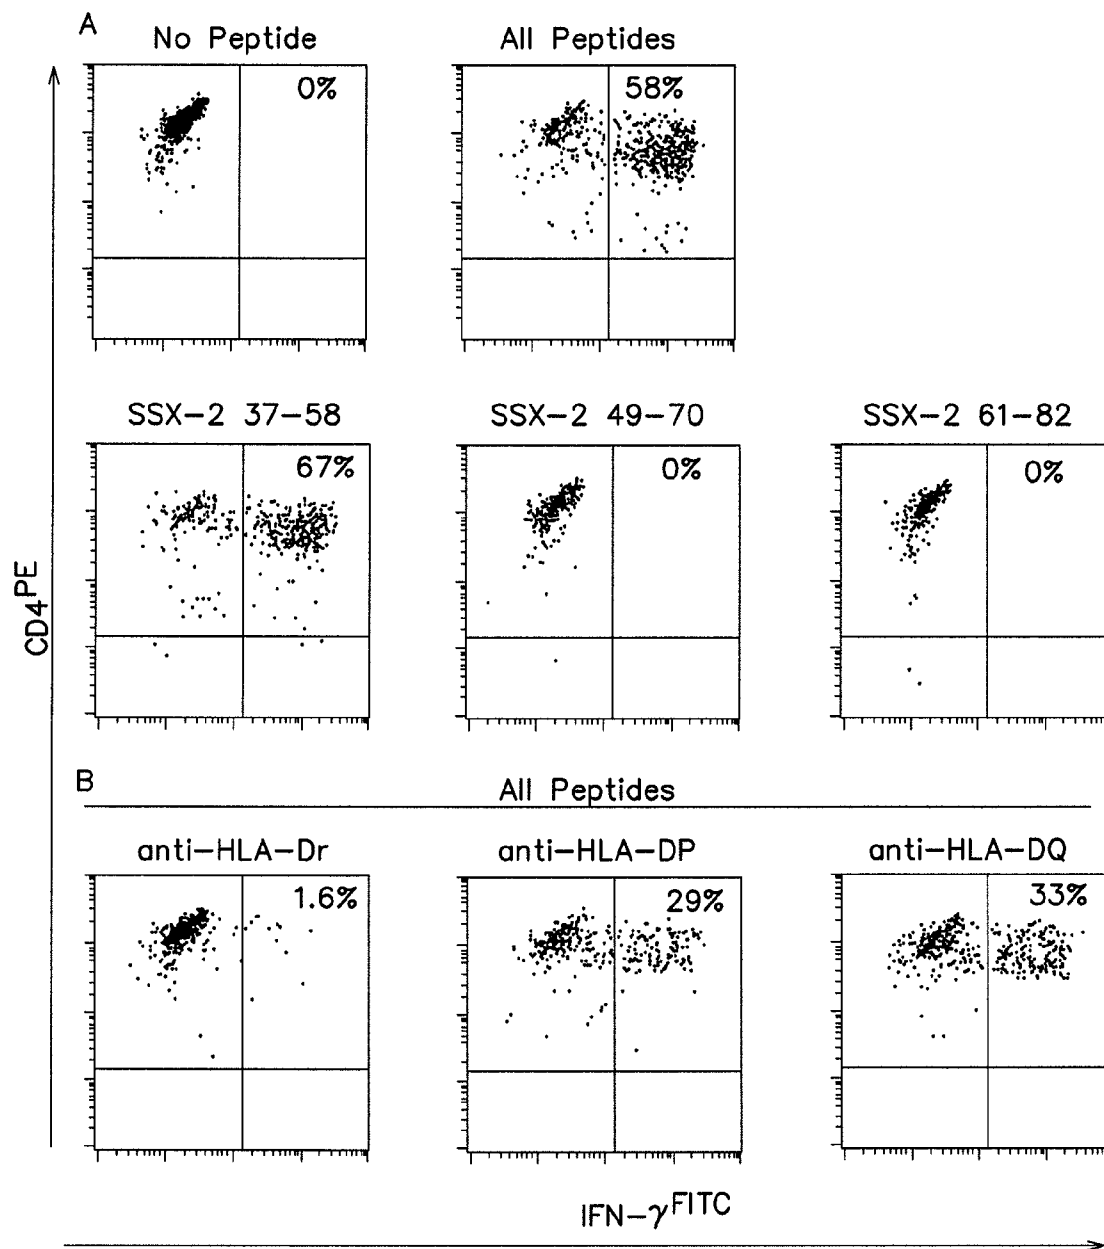 A
No Peptide
All Peptides
0%
58%
SSX-2 37-58
SSX-2 49-70
SSX-2 61-82
67%
0%
0%
CD4PE
B
All Peptides
anti-HLA-Dr
anti-HLA-DP
anti-HLA-DQ
1.6%
29%
33%
IFN-γFITC